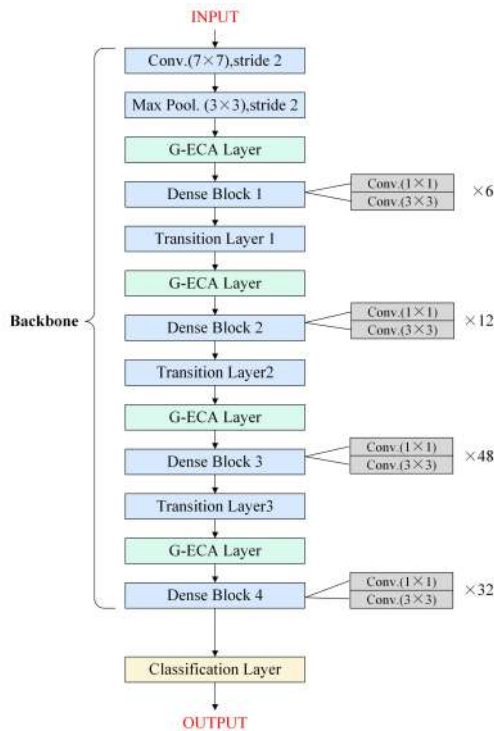 INPUT
Conv.(7×7),stride 2
Max Pool. (3×3),stride 2
G-ECA Layer
Dense Block 1
Conv.(1×1)
Conv.(3×3)
×6
Transition Layer 1
G-ECA Layer
Backbone
Dense Block 2
Conv.(1×1)
Conv.(3×3)
×12
Transition Layer2
G-ECA Layer
Dense Block 3
Conv.(1×1)
Conv.(3×3)
×48
Transition Layer3
G-ECA Layer
Dense Block 4
Conv.(1×1)
Conv.(3×3)
×32
Classification Layer
OUTPUT